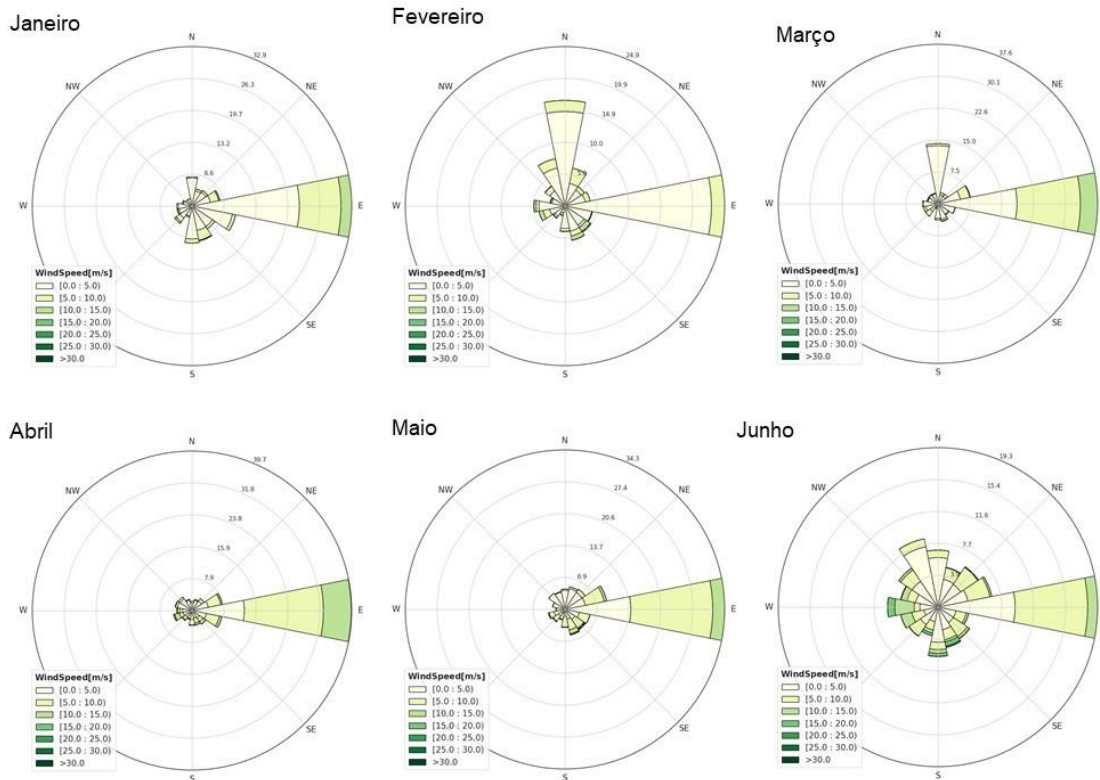 Janeiro
N
32.9
NW
NE
26.3
19.7
13.2
6.6
W
E
SE
S
WindSpeed[m/s]
[0.0 : 5.0)
[5.0 : 10.0)
[10.0 : 15.0)
[15.0 : 20.0)
[20.0 : 25.0)
[25.0 : 30.0)
>30.0
Fevereiro
N
24.9
NW
NE
19.9
14.9
10.0
W
E
SE
S
WindSpeed[m/s]
[0.0 : 5.0)
[5.0 : 10.0)
[10.0 : 15.0)
[15.0 : 20.0)
[20.0 : 25.0)
[25.0 : 30.0)
>30.0
Março
N
37.6
NW
NE
30.1
22.6
15.0
7.5
W
E
SE
S
WindSpeed[m/s]
[0.0 : 5.0)
[5.0 : 10.0)
[10.0 : 15.0)
[15.0 : 20.0)
[20.0 : 25.0)
[25.0 : 30.0)
>30.0
Abril
N
39.7
NW
NE
31.8
23.8
15.9
7.9
W
E
SE
S
WindSpeed[m/s]
[0.0 : 5.0)
[5.0 : 10.0)
[10.0 : 15.0)
[15.0 : 20.0)
[20.0 : 25.0)
[25.0 : 30.0)
>30.0
Maio
N
34.3
NW
NE
27.4
20.6
13.7
6.9
W
E
SE
S
WindSpeed[m/s]
[0.0 : 5.0)
[5.0 : 10.0)
[10.0 : 15.0)
[15.0 : 20.0)
[20.0 : 25.0)
[25.0 : 30.0)
>30.0
Junho
N
19.3
NW
NE
15.4
11.6
7.7
W
E
SE
S
WindSpeed[m/s]
[0.0 : 5.0)
[5.0 : 10.0)
[10.0 : 15.0)
[15.0 : 20.0)
[20.0 : 25.0)
[25.0 : 30.0)
>30.0